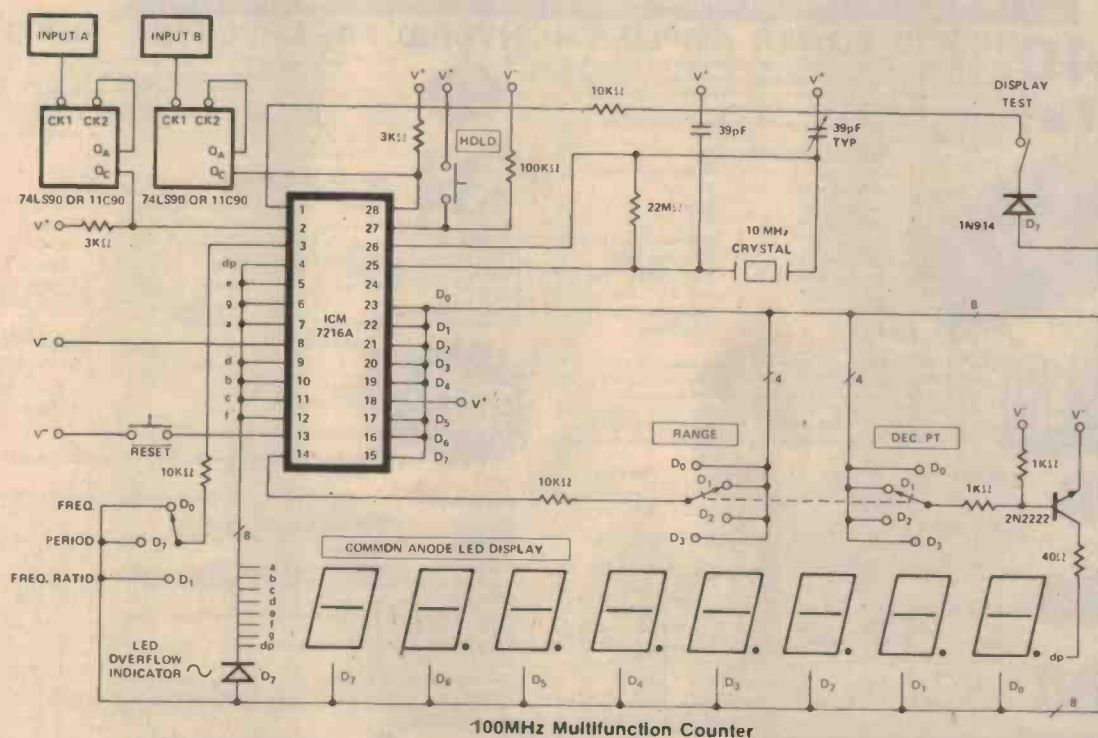 INPUT A
INPUT B
CK1 CK2
QA
QC
CK1 CK2
QA
QC
74LS90 OR 11C90
74LS90 OR 11C90
V+
3KΩ
V+
V+
V-
3KΩ
HOLD
100KΩ
10KΩ
V+
39pF
V+
39pF
TYP
22MΩ
10 MHz
CRYSTAL
DISPLAY
TEST
1N914
D7
ICM
7216A
1
2
3
4
5
6
7
8
9
10
11
12
13
14
28
27
26
25
24
23
22
21
20
19
18
17
16
15
dp
e
g
a
d
b
c
f
V-
V-
RESET
10KΩ
D0
D1
D2
D3
D4
V+
D5
D6
D7
8
4
4
RANGE
DEC. PT
D0
D1
D2
D3
D0
D1
D2
D3
10KΩ
1KΩ
V-
1KΩ
V-
2N2222
40Ω
dp
FREQ.
D0
PERIOD
D7
FREQ. RATIO
D1
8
COMMON ANODE LED DISPLAY
a
b
c
d
e
f
g
dp
LED
OVERFLOW
INDICATOR
D7
D7 D6 D5 D4 D3 D2 D1 D0
8
100MHz Multifunction Counter